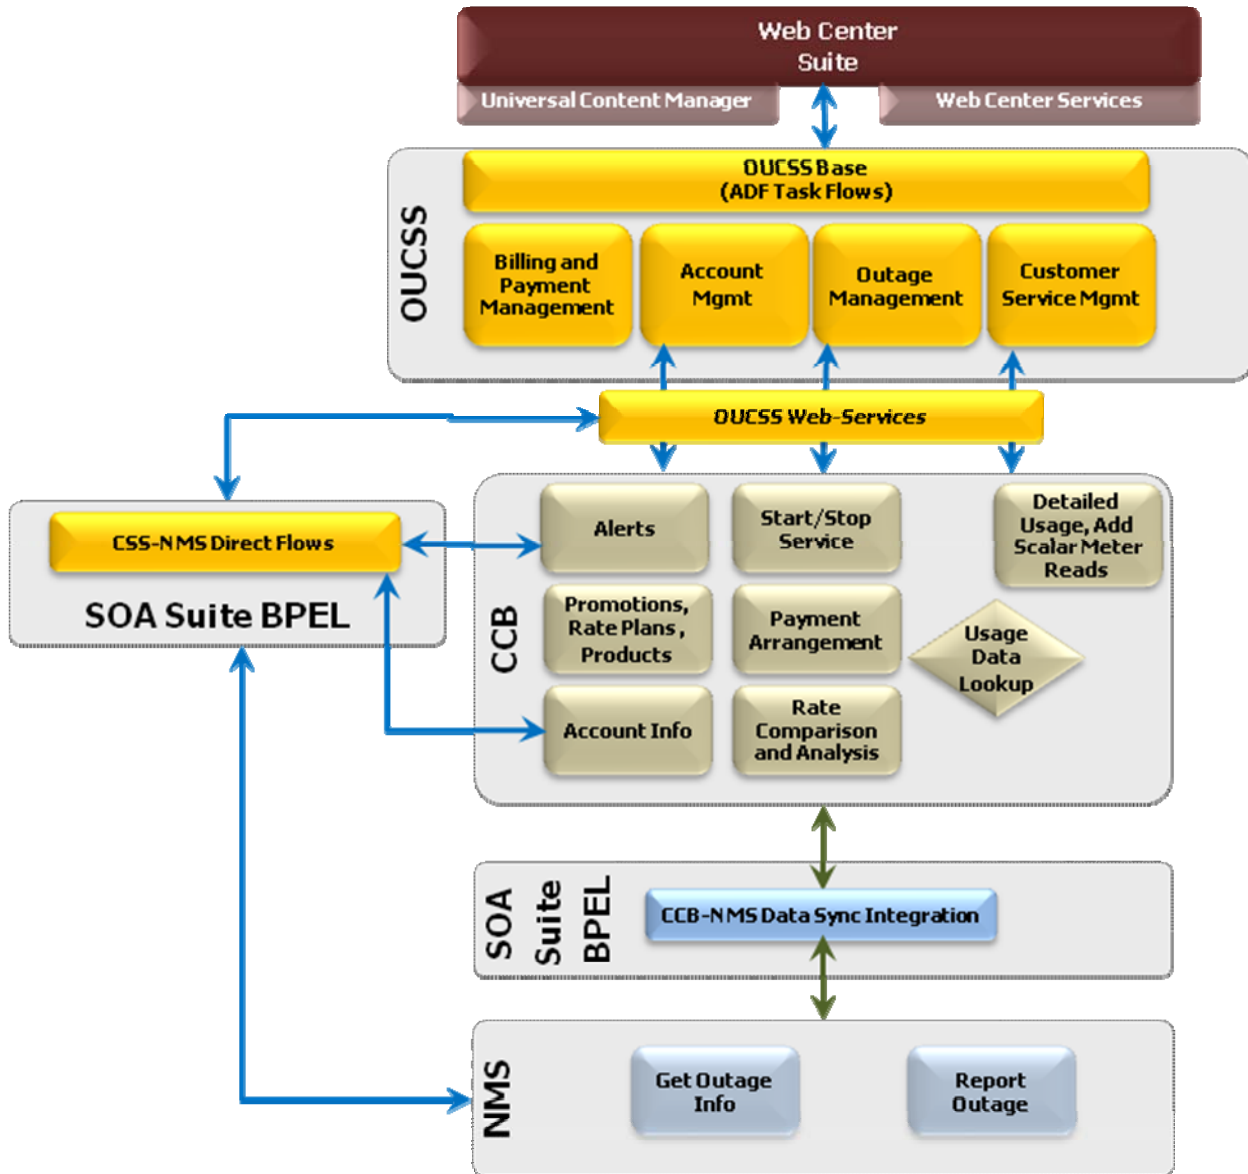 Web Center
Suite
Universal Content Manager
Web Center Services
OUCSS
OUCSS Base
(ADF Task Flows)
Billing and
Payment
Management
Account
Mgmt
Outage
Management
Customer
Service Mgmt
OUCSS Web-Services
CSS-NMS Direct Flows
SOA Suite BPEL
CCB
Alerts
Start/Stop
Service
Detailed
Usage, Add
Scalar Meter
Reads
Promotions,
Rate Plans ,
Products
Payment
Arrangement
Usage
Data
Lookup
Account Info
Rate
Comparison
and Analysis
SOA
Suite
BPEL
CCB-NMS Data Sync Integration
NMS
Get Outage
Info
Report
Outage